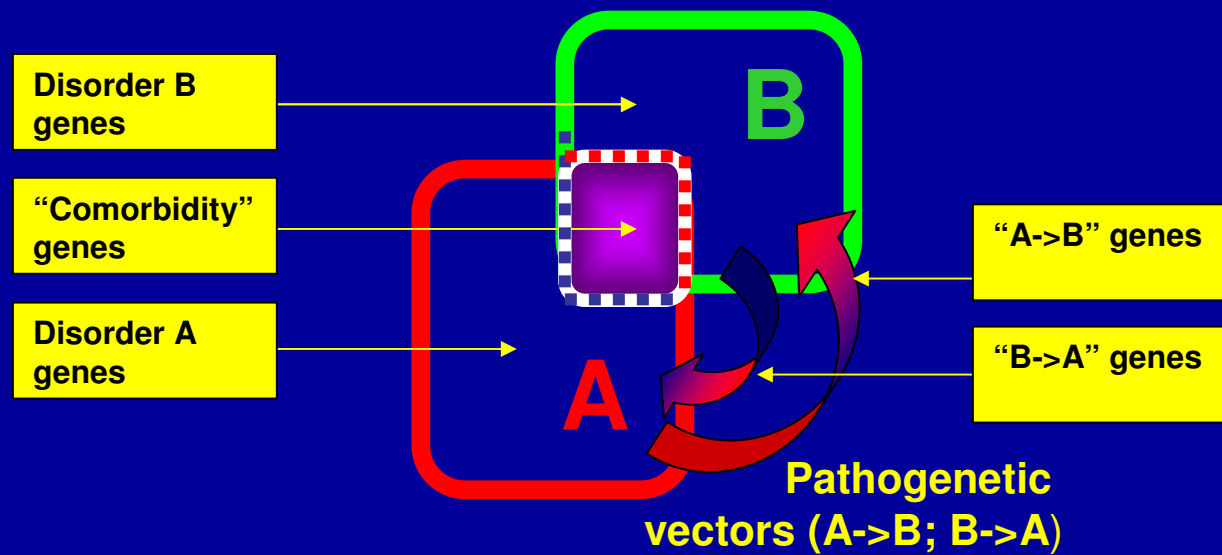 Disorder B
genes
“Comorbidity”
genes
Disorder A
genes
B
A
“A->B” genes
“B->A” genes
Pathogenetic
vectors (A->B; B->A)